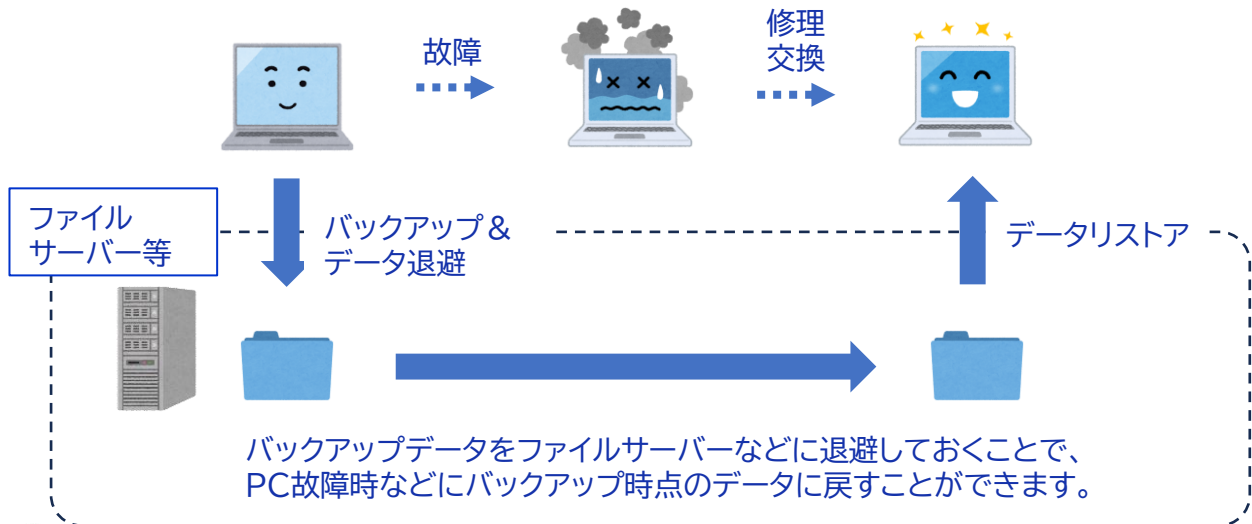 故障
修理
交換
ファイル
サーバー等
バックアップ&
データ退避
データリストア
バックアップデータをファイルサーバーなどに退避しておくことで、
PC故障時などにバックアップ時点のデータに戻すことができます。